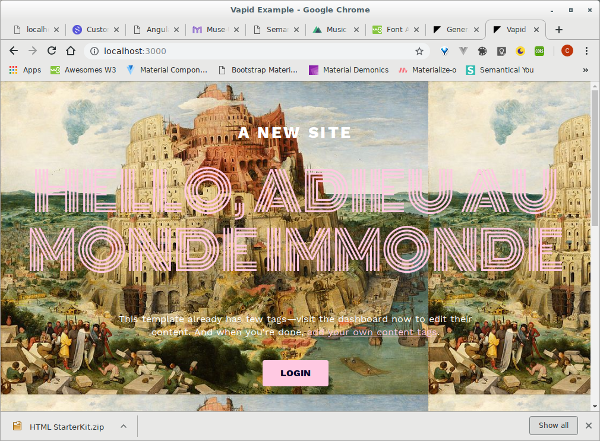 Vapid Example - Google Chrome
localh
Custo
Angul
Muse
Semar
Music
Font A
Gener
Vapid
localhost:3000
C
Apps
Awesomes W3
Material Compon...
Bootstrap Materi...
Material Demonics
Materialize-o
Semantical You
»
A NEW SITE
HELLO, ADIEU AU
MONDE IMMONDE
This template already has few tags—visit the dashboard now to edit their
content. And when you're done, add your own content tags.
LOGIN
HTML StarterKit.zip
Show all